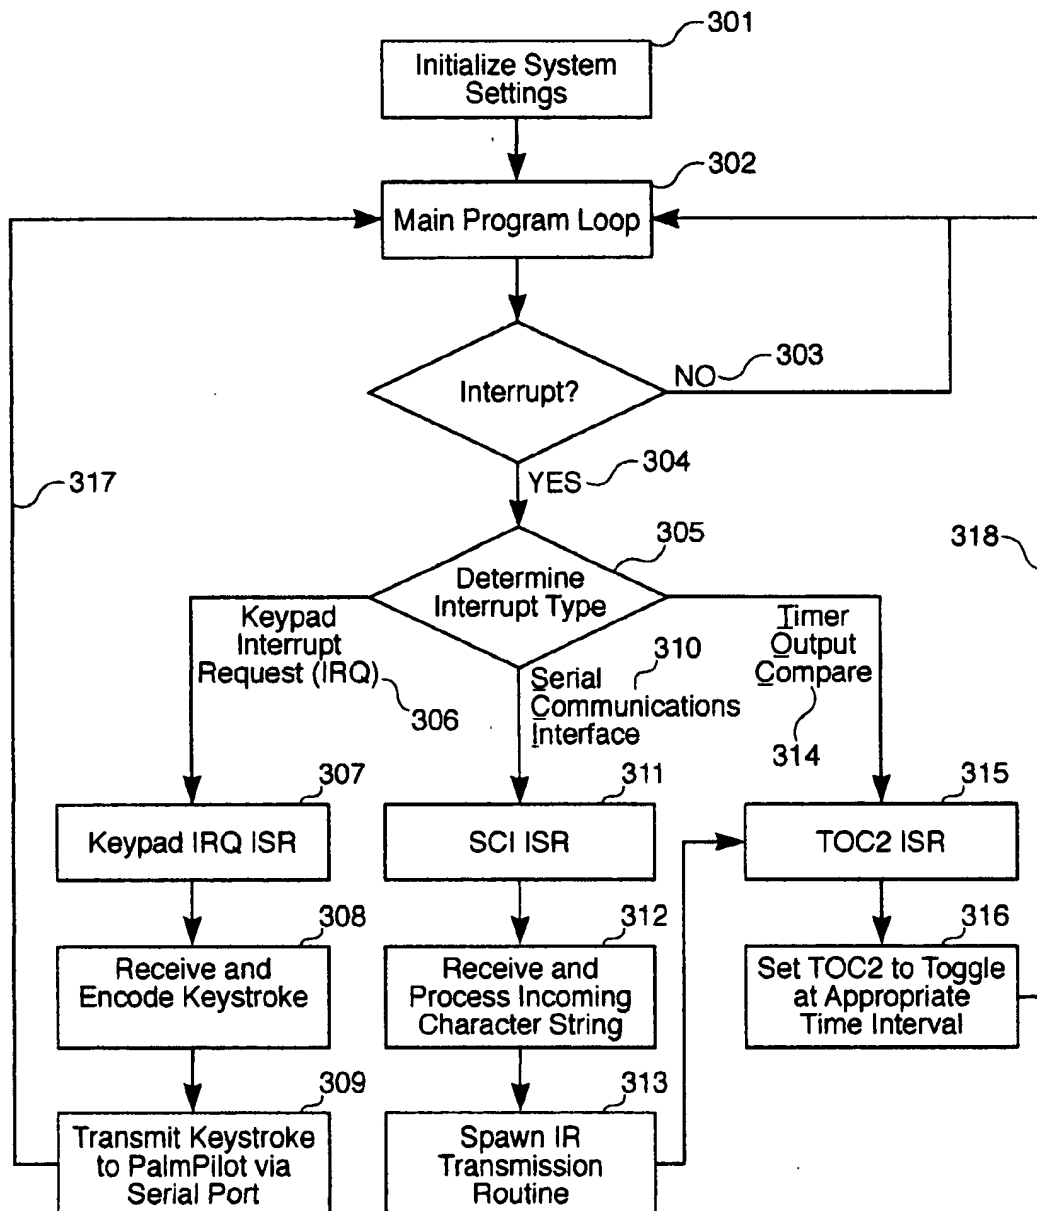 301
Initialize System
Settings
302
Main Program Loop
303
NO
Interrupt?
304
YES
317
305
318
Determine
Interrupt Type
Keypad
Interrupt
Request (IRQ)
306
310
Serial
Communications
Interface
Timer
Output
Compare
314
307
Keypad IRQ ISR
311
SCI ISR
315
TOC2 ISR
308
Receive and
Encode Keystroke
312
Receive and
Process Incoming
Character String
316
Set TOC2 to Toggle
at Appropriate
Time Interval
309
Transmit Keystroke
to PalmPilot via
Serial Port
313
Spawn IR
Transmission
Routine